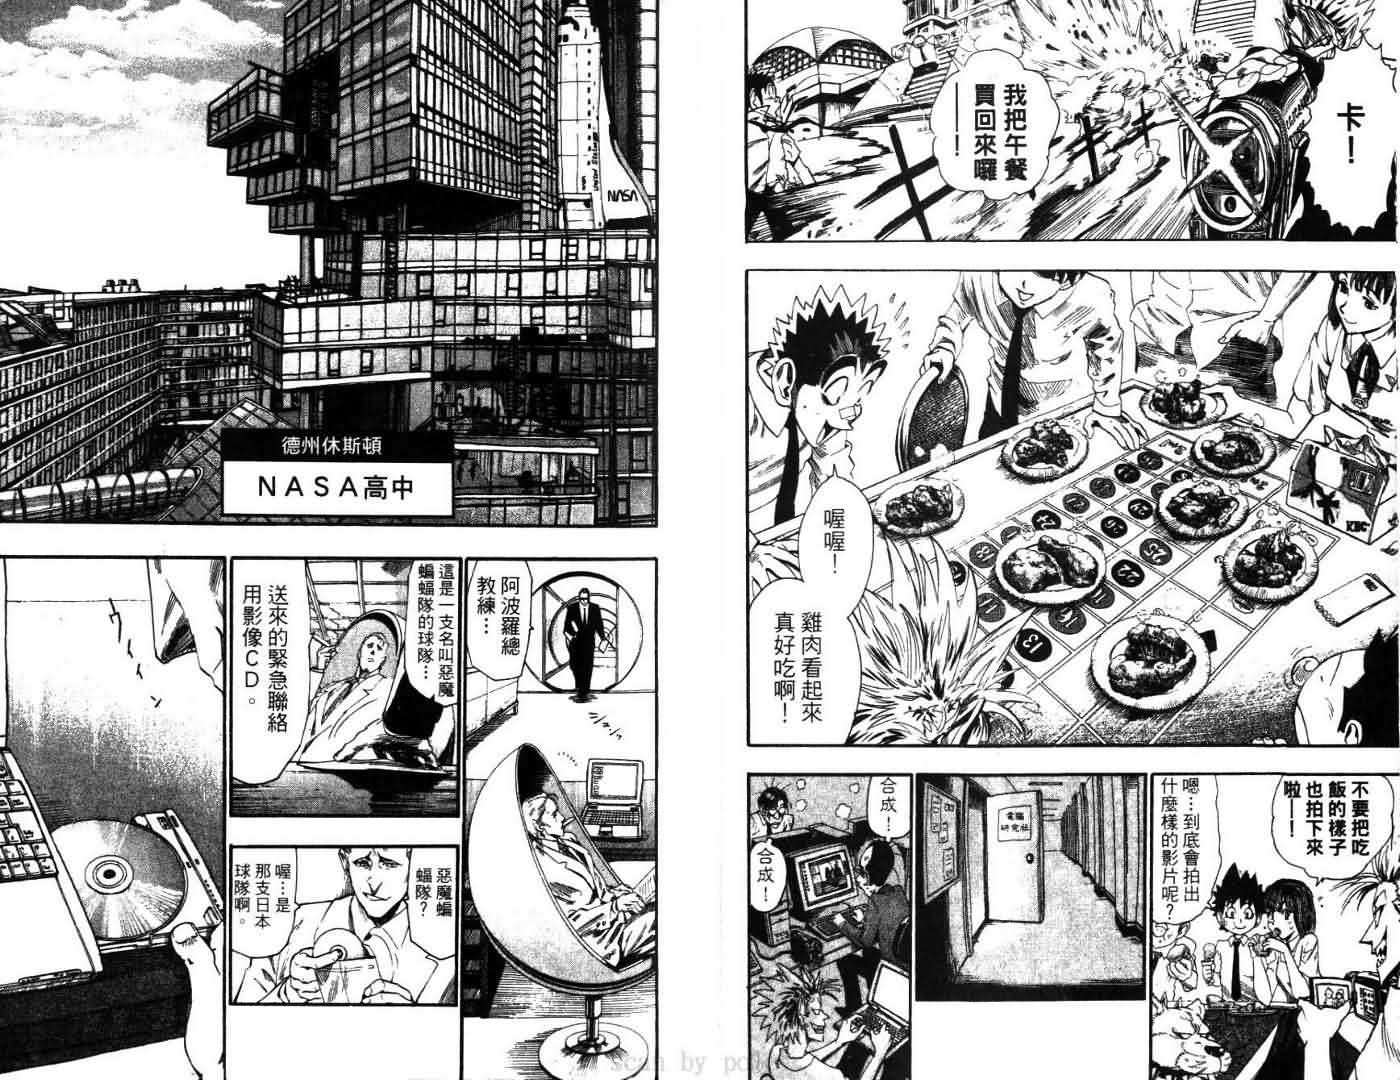 卡！
我把午餐
買回來囉
——！
喔喔！
雞肉看起來
真好吃啊！
KBC
不要把吃
飯的樣子
也拍下來
啦——！
嗯…到底會拍出
什麼樣的影片呢？
電腦
研究社
合成！
合成！
NASA
德州休斯頓
NASA高中
阿波羅總
教練…
這是一支名叫惡魔
蝙蝠隊的球隊…
送來的緊急聯絡
用影像CD。
惡魔蝙
蝠隊？
喔…是
那支日本
球隊啊。